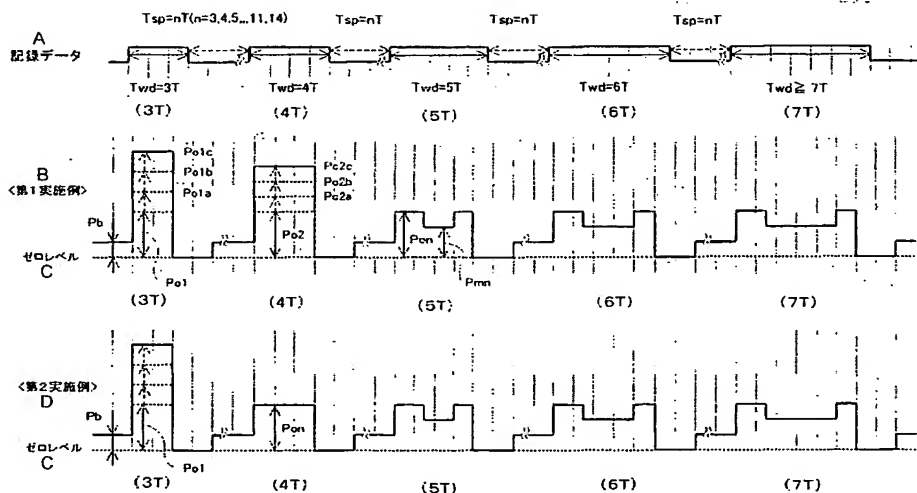 Tsp=nT(n=3,4,5...11,14) Tsp=nT Tsp=nT Tsp=nT
A
記録データ
Twd=3T Twd=4T Twd=5T Twd=6T Twd≧ 7T
(3T) (4T) (5T) (6T) (7T)
Po1c Po2c
B Po1b Po2b
<第1実施例> Po1a Po2a
Pb Po2 Pon
ゼロレベル
C
Po1 Pmn
(3T) (4T) (5T) (6T) (7T)
<第2実施例>
D
Pb Pon
ゼロレベル
C
Po1
(3T) (4T) (5T) (6T) (7T)